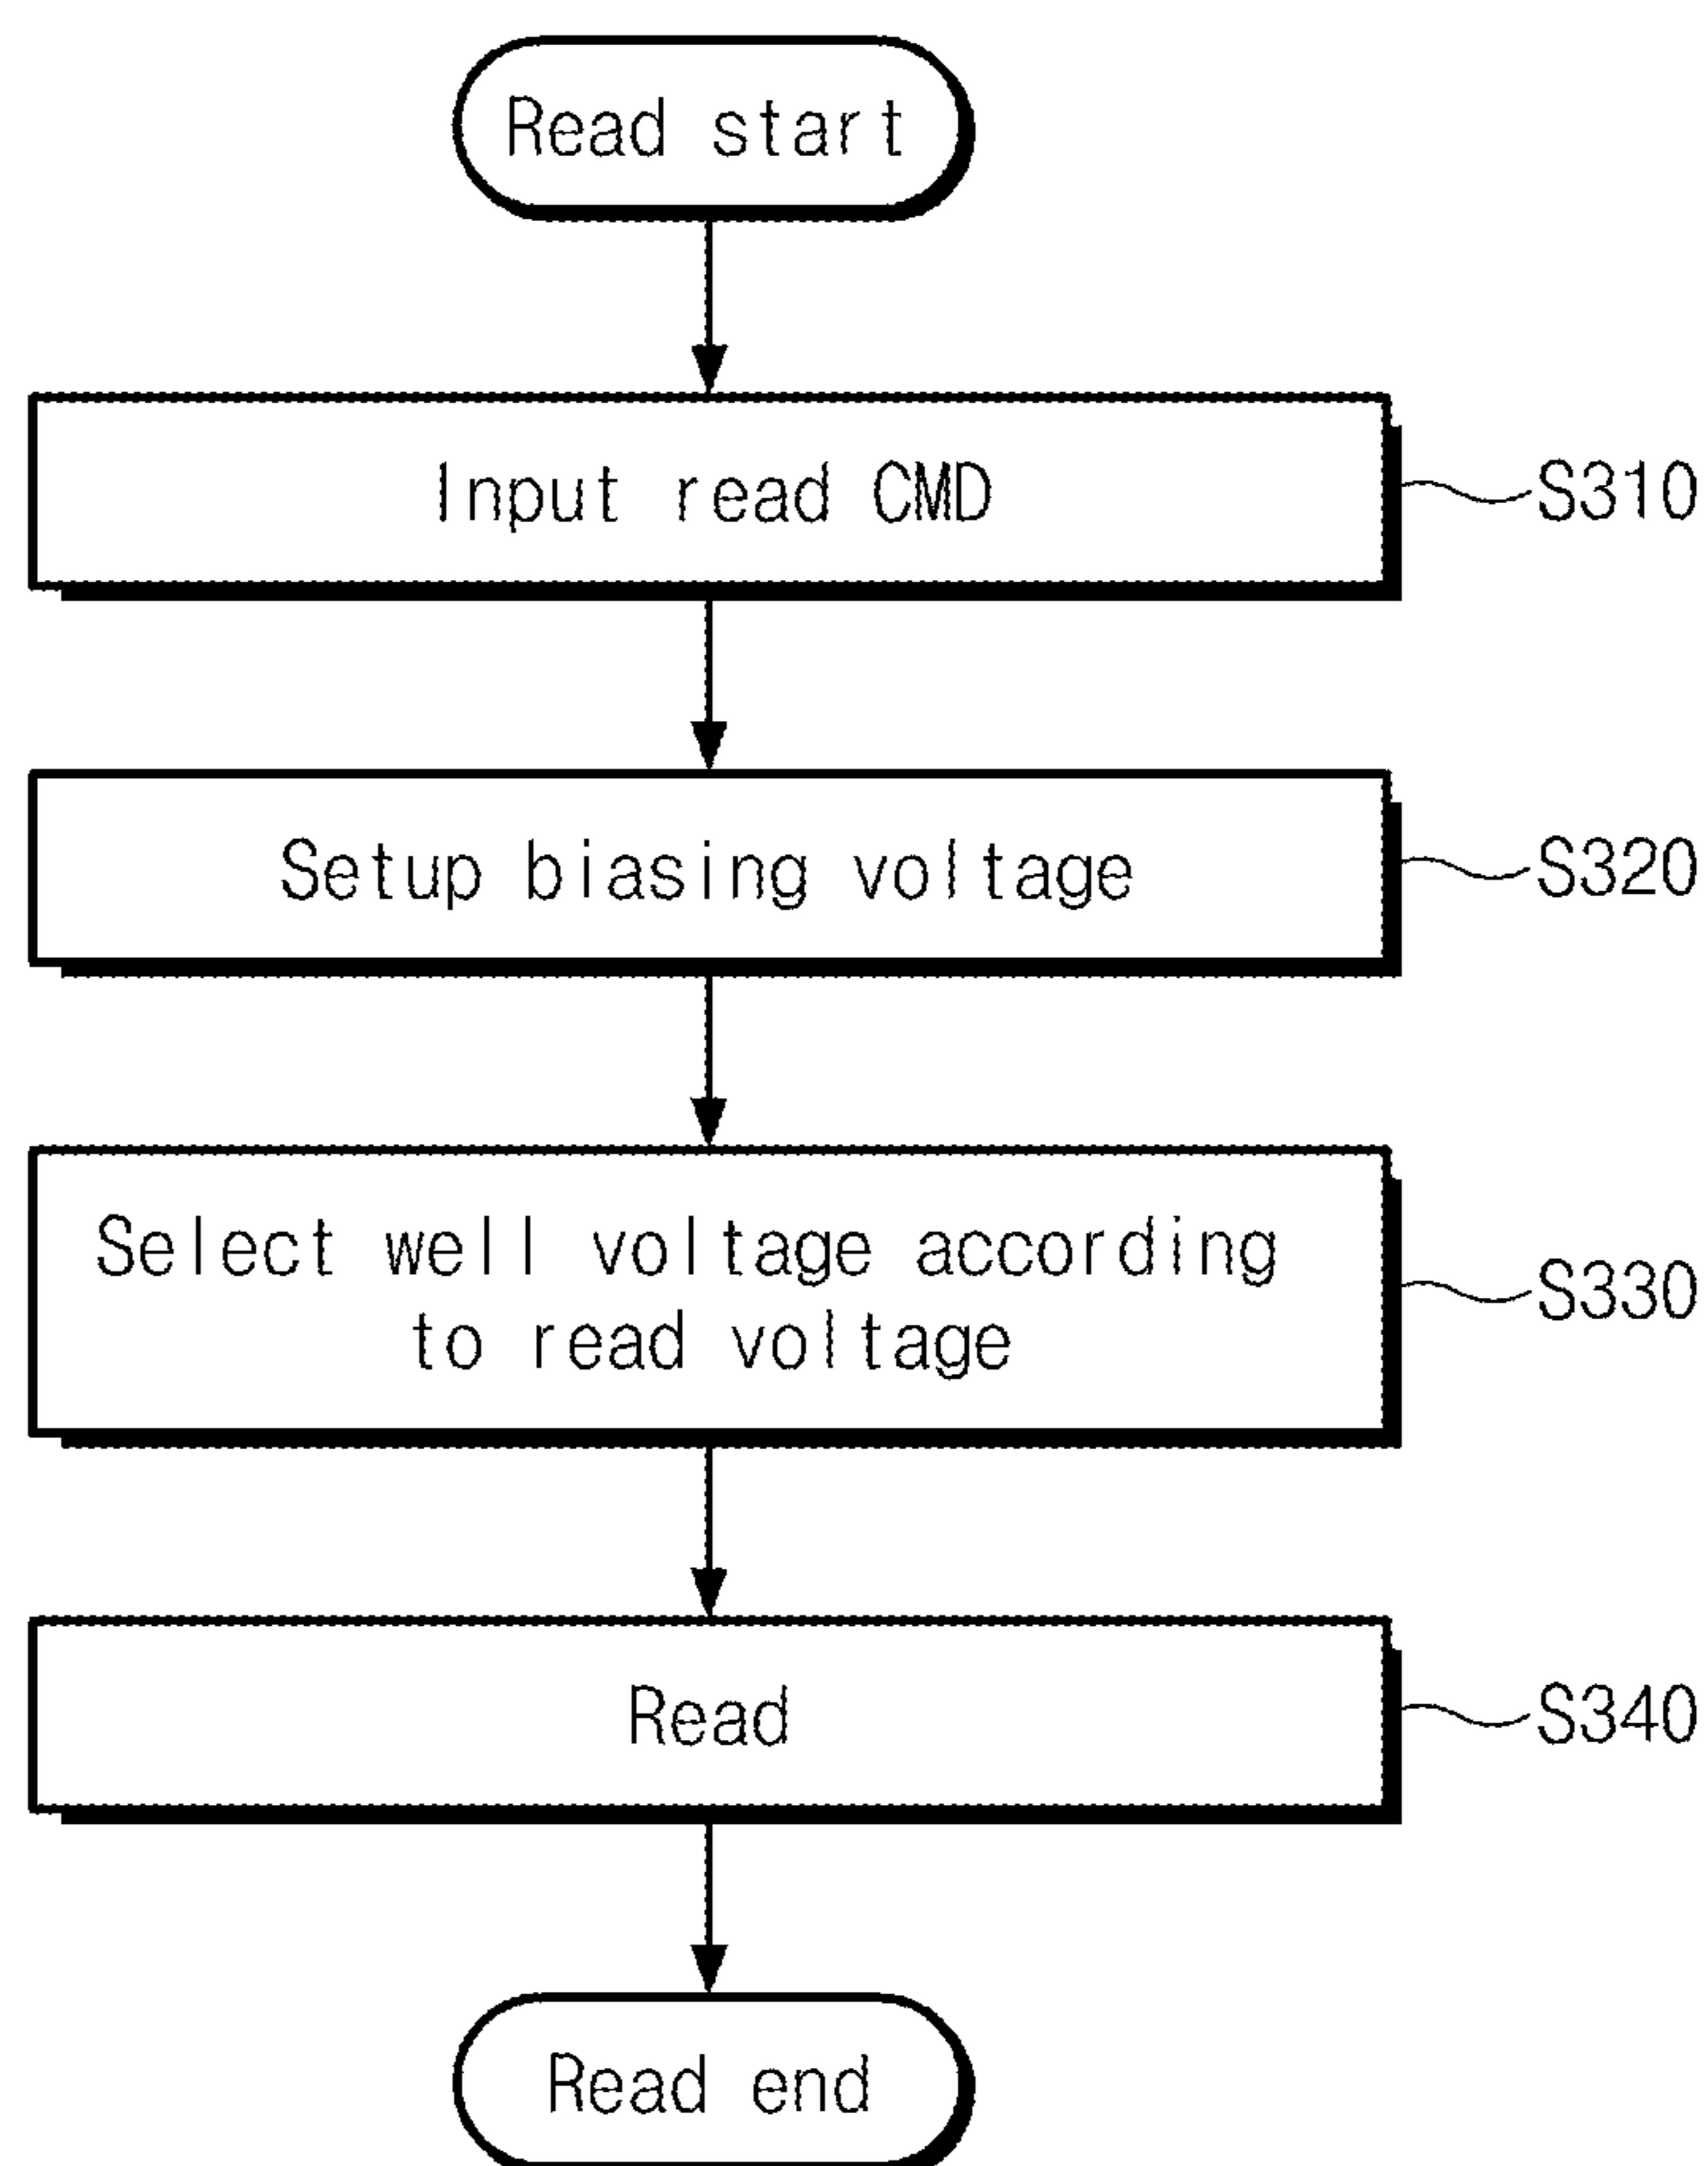 Read start
Input read CMD
S310
Setup biasing voltage
S320
Select well voltage according
to read voltage
S330
Read
S340
Read end